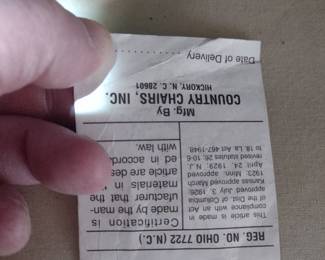 REG. NO. OHIO 7722 (N.C.)
This article is made in
compliance with an act
of the Dist. of Columbia
approved July 3, 1926;
Kansas approved March
1923; Minn. approved
April 24, 1929; N.J.
revised statutes 26:10-6
to 18 La Act 467-1948
Certification is
made by the man-
ufacturer that the
materials in
article are
ed in
with law.
Mfg. By
COUNTRY CHAIRS, INC.
HICKORY, N.C. 28601
Date of Delivery